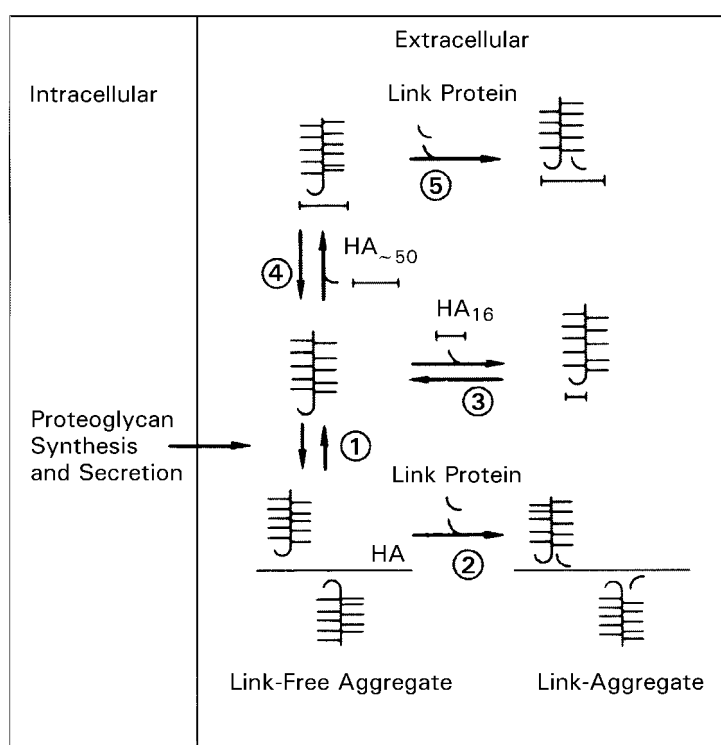 Extracellular
Intracellular
Link Protein
⑤
④
HA~50
HA16
③
Proteoglycan
Synthesis
and Secretion
①
Link Protein
HA
②
Link-Free Aggregate
Link-Aggregate